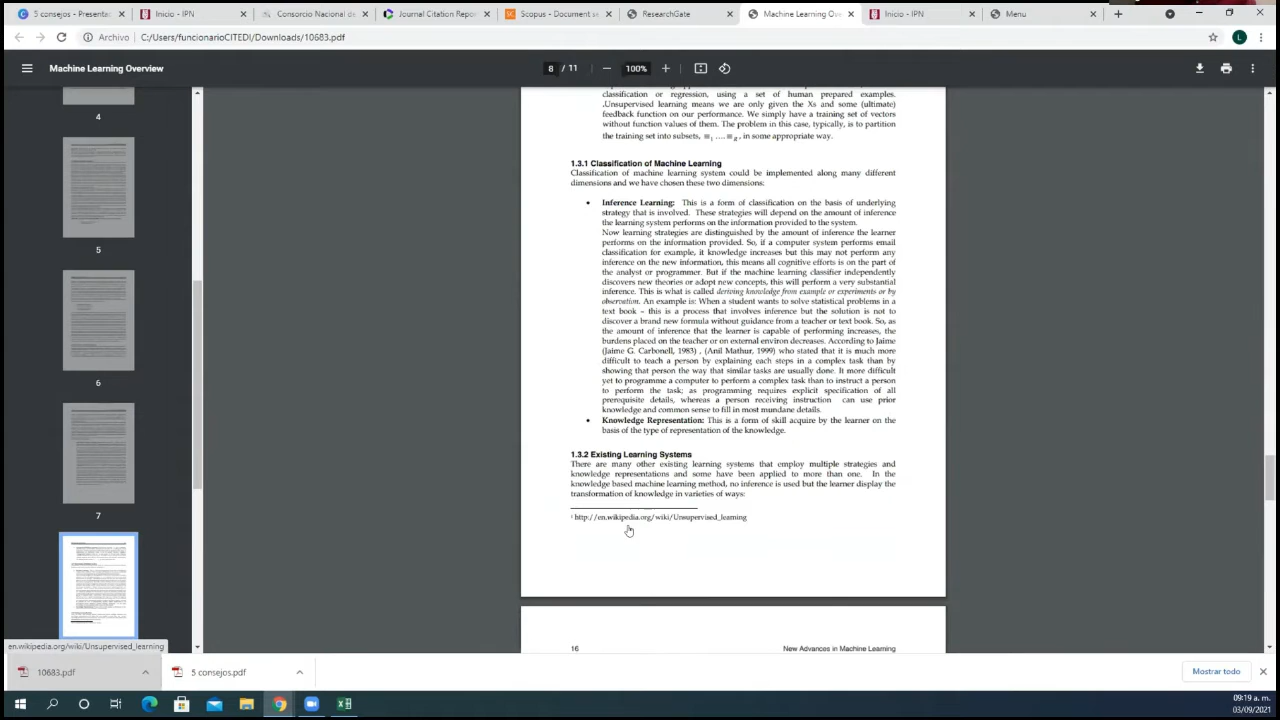 5 consejos - Personas
Inicio - IPN
Consorcio Nacional de
Journal Citation Repor
Scopus - Document se
ResearchGate
Machine Learning Ove
Inicio - IPN
Menu
Archivo
C:/Users/funcionarioCITEDI/Downloads/10683.pdf
L
Machine Learning Overview
8 / 11
100%
4
5
6
7
classification or regression, using a set of human prepared examples.
.Unsupervised learning means we are only given the Xs and some (ultimate)
feedback function on our performance. We simply have a training set of vectors
without function values of them. The problem in this case, typically, is to partition
the training set into subsets, ≡1 ….≡R, in some appropriate way.
1.3.1 Classification of Machine Learning
Classification of machine learning system could be implemented along many different
dimensions and we have chosen these two dimensions:
• Inference Learning: This is a form of classification on the basis of underlying
strategy that is involved. These strategies will depend on the amount of inference
the learning system performs on the information provided to the system.
Now learning strategies are distinguished by the amount of inference the learner
performs on the information provided. So, if a computer system performs email
classification for example, it knowledge increases but this may not perform any
inference on the new information, this means all cognitive efforts is on the part of
the analyst or programmer. But if the machine learning classifier independently
discovers new theories or adopt new concepts, this will perform a very substantial
inference. This is what is called deriving knowledge from example or experiments or by
observation. An example is: When a student wants to solve statistical problems in a
text book – this is a process that involves inference but the solution is not to
discover a brand new formula without guidance from a teacher or text book. So, as
the amount of inference that the learner is capable of performing increases, the
burdens placed on the teacher or on external environ decreases. According to Jaime
(Jaime G. Carbonell, 1983) , (Anil Mathur, 1999) who stated that it is much more
difficult to teach a person by explaining each steps in a complex task than by
showing that person the way that similar tasks are usually done. It more difficult
yet to programme a computer to perform a complex task than to instruct a person
to perform the task; as programming requires explicit specification of all
prerequisite details, whereas a person receiving instruction can use prior
knowledge and common sense to fill in most mundane details.
• Knowledge Representation: This is a form of skill acquire by the learner on the
basis of the type of representation of the knowledge.
1.3.2 Existing Learning Systems
There are many other existing learning systems that employ multiple strategies and
knowledge representations and some have been applied to more than one. In the
knowledge based machine learning method, no inference is used but the learner display the
transformation of knowledge in varieties of ways:
1 http://en.wikipedia.org/wiki/Unsupervised_learning
16
New Advances in Machine Learning
en.wikipedia.org/wiki/Unsupervised_learning
10683.pdf
5 consejos.pdf
Mostrar todo
09:19 a. m.
03/09/2021